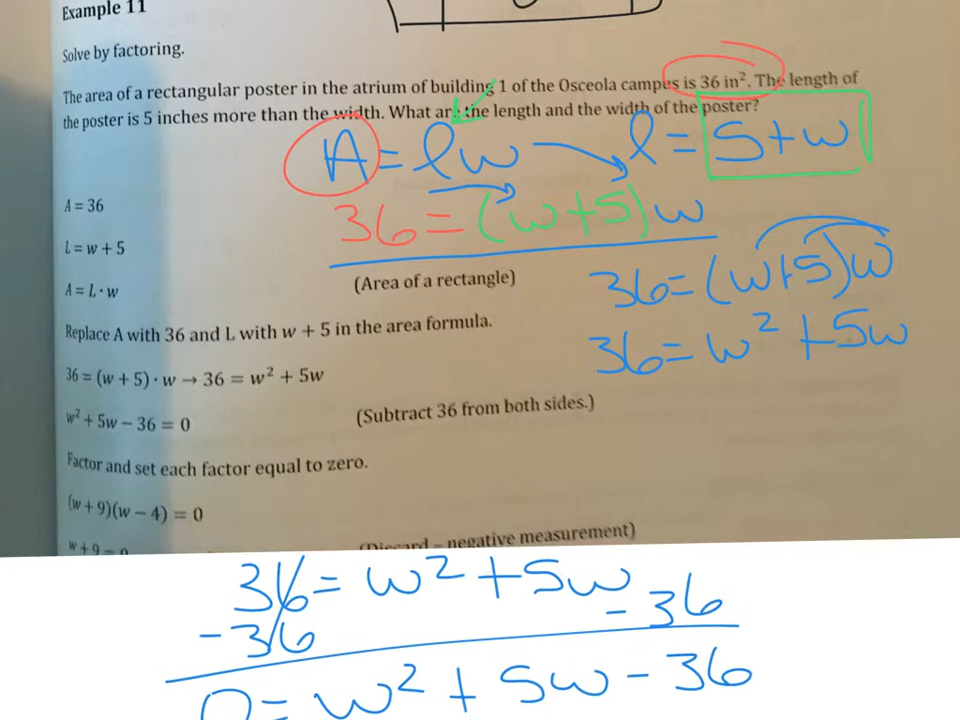 Example 11
Solve by factoring.
The area of a rectangular poster in the atrium of building 1 of the Osceola campus is 36 in². The length of
the poster is 5 inches more than the width. What are the length and the width of the poster?
A = lw → l = 5+w
36 = (w+5)w
A = 36
L = w + 5
A = L · w
(Area of a rectangle)
36 = (w+5)w
36 = w² + 5w
Replace A with 36 and L with w + 5 in the area formula.
36 = (w + 5) · w → 36 = w² + 5w
w² + 5w − 36 = 0
(Subtract 36 from both sides.)
Factor and set each factor equal to zero.
(w + 9)(w − 4) = 0
w + 9 = 0
(Discard – negative measurement)
36 = w² + 5w
-36 -36
0 = w² + 5w - 36